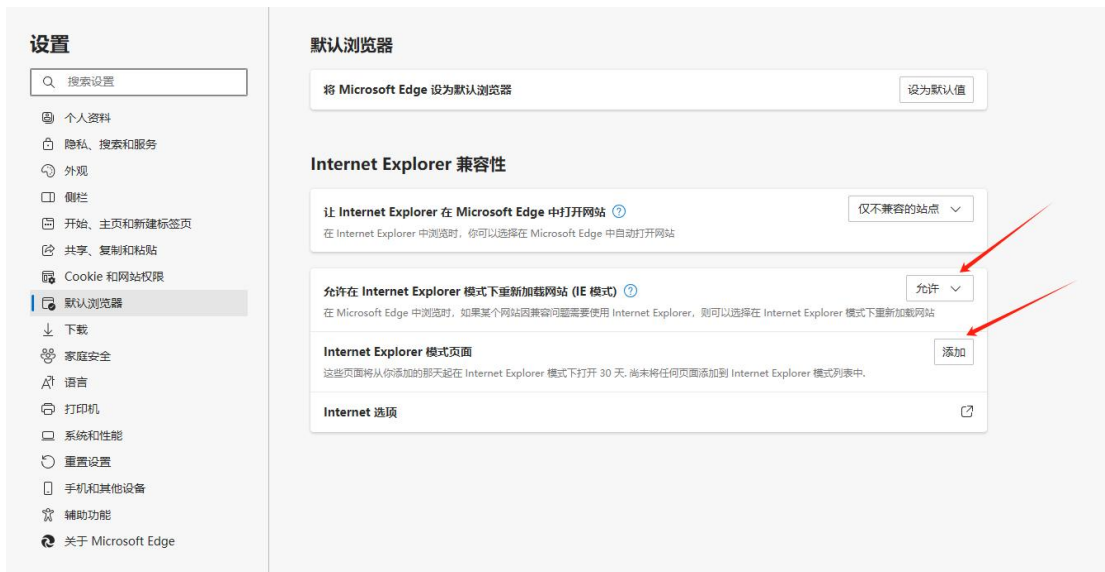 设置
搜索设置
个人资料
隐私、搜索和服务
外观
侧栏
开始、主页和新建标签页
共享、复制和粘贴
Cookie 和网站权限
默认浏览器
下载
家庭安全
语言
打印机
系统和性能
重置设置
手机和其他设备
辅助功能
关于 Microsoft Edge
默认浏览器
将 Microsoft Edge 设为默认浏览器
设为默认值
Internet Explorer 兼容性
让 Internet Explorer 在 Microsoft Edge 中打开网站
仅不兼容的站点
在 Internet Explorer 中浏览时，你可以选择在 Microsoft Edge 中自动打开网站
允许在 Internet Explorer 模式下重新加载网站 (IE 模式)
允许
在 Microsoft Edge 中浏览时，如果某个网站因兼容问题需要使用 Internet Explorer，则可以选择在 Internet Explorer 模式下重新加载网站
Internet Explorer 模式页面
添加
这些页面将从你添加的那天起在 Internet Explorer 模式下打开 30 天. 尚未将任何页面添加到 Internet Explorer 模式列表中.
Internet 选项